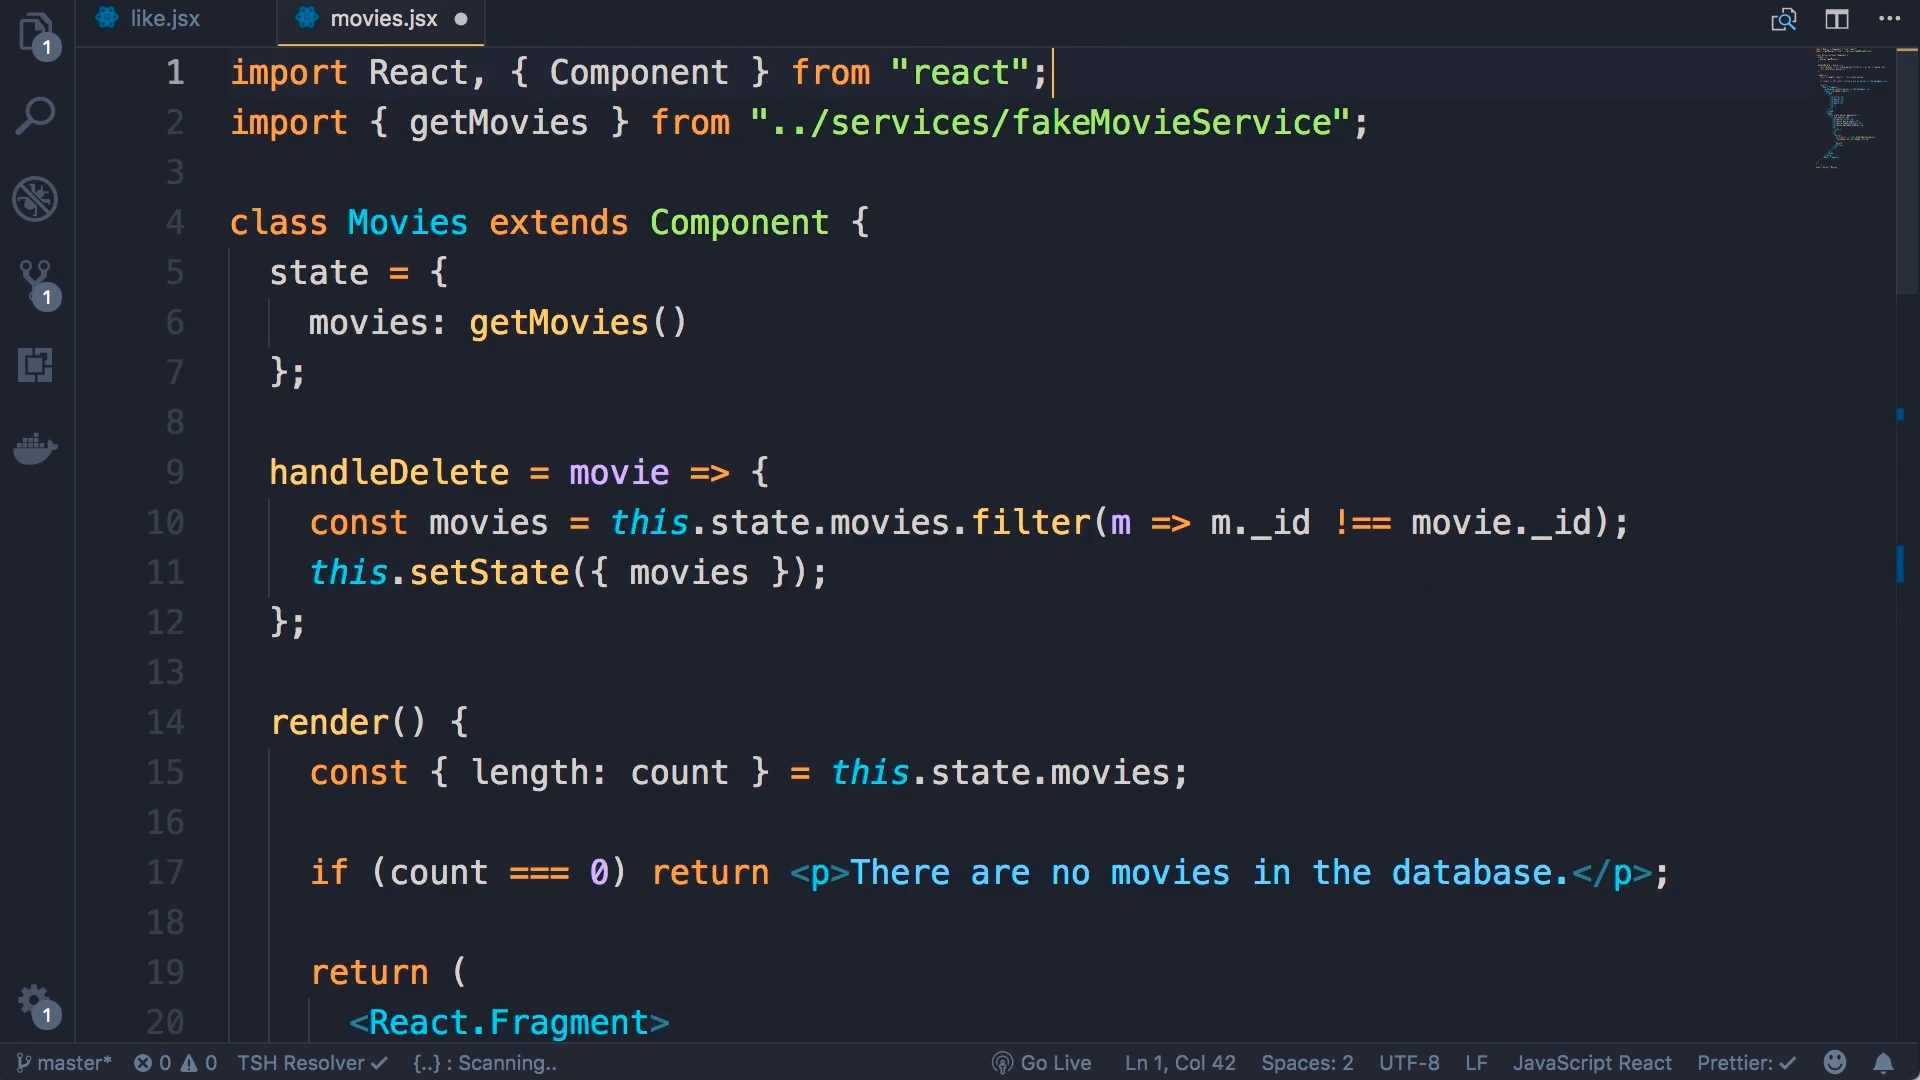 like.jsx
movies.jsx
1 import React, { Component } from "react";
2 import { getMovies } from "../services/fakeMovieService";
3
4 class Movies extends Component {
5 state = {
6 movies: getMovies()
7 };
8
9 handleDelete = movie => {
10 const movies = this.state.movies.filter(m => m._id !== movie._id);
11 this.setState({ movies });
12 };
13
14 render() {
15 const { length: count } = this.state.movies;
16
17 if (count === 0) return <p>There are no movies in the database.</p>;
18
19 return (
20 <React.Fragment>
1
1
1
master* 0 0 TSH Resolver ✓ {..} : Scanning.. Go Live Ln 1, Col 42 Spaces: 2 UTF-8 LF JavaScript React Prettier: ✓